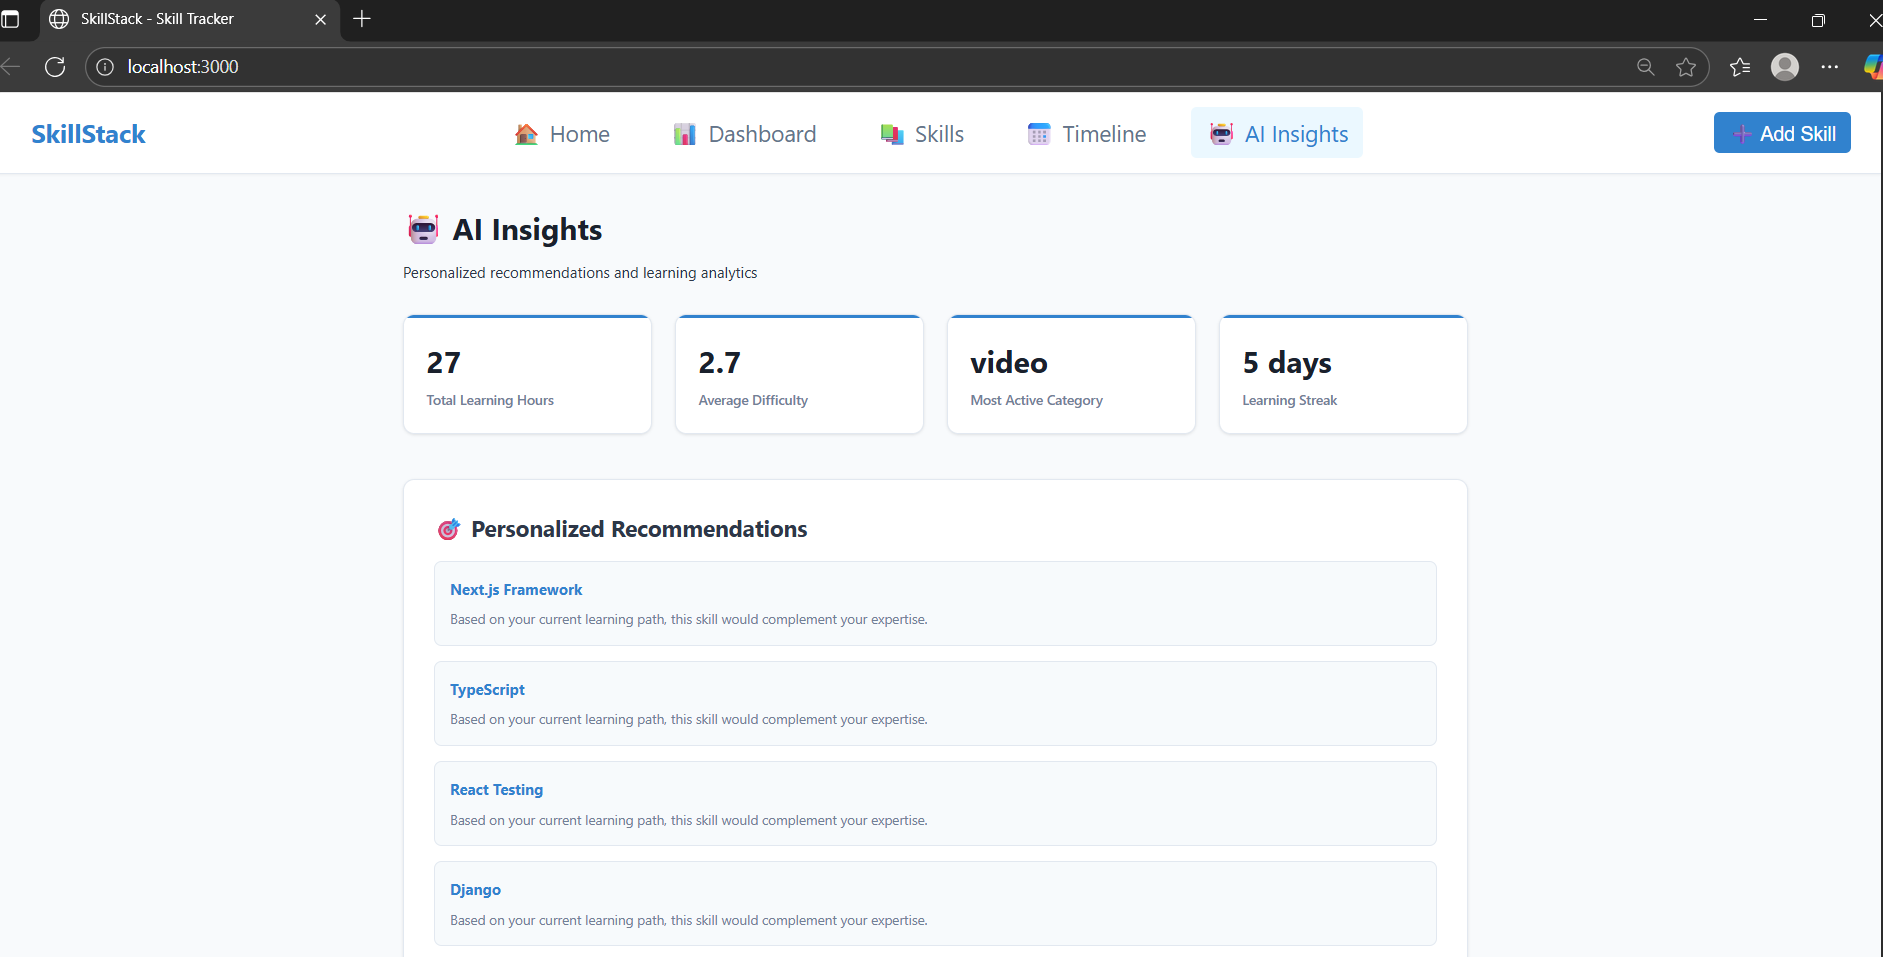 SkillStack - Skill Tracker
localhost:3000
SkillStack
Home
Dashboard
Skills
Timeline
AI Insights
Add Skill
AI Insights
Personalized recommendations and learning analytics
27
Total Learning Hours
2.7
Average Difficulty
video
Most Active Category
5 days
Learning Streak
Personalized Recommendations
Next.js Framework
Based on your current learning path, this skill would complement your expertise.
TypeScript
Based on your current learning path, this skill would complement your expertise.
React Testing
Based on your current learning path, this skill would complement your expertise.
Django
Based on your current learning path, this skill would complement your expertise.